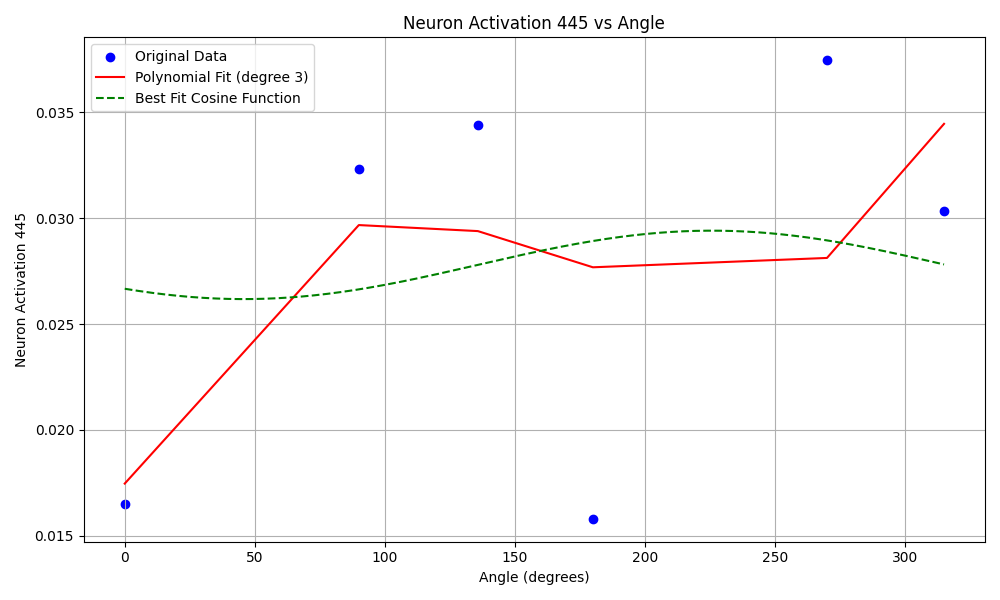 Neuron Activation 445 vs Angle
Original Data
Polynomial Fit (degree 3)
Best Fit Cosine Function
Neuron Activation 445
0.035
0.030
0.025
0.020
0.015
0 50 100 150 200 250 300
Angle (degrees)